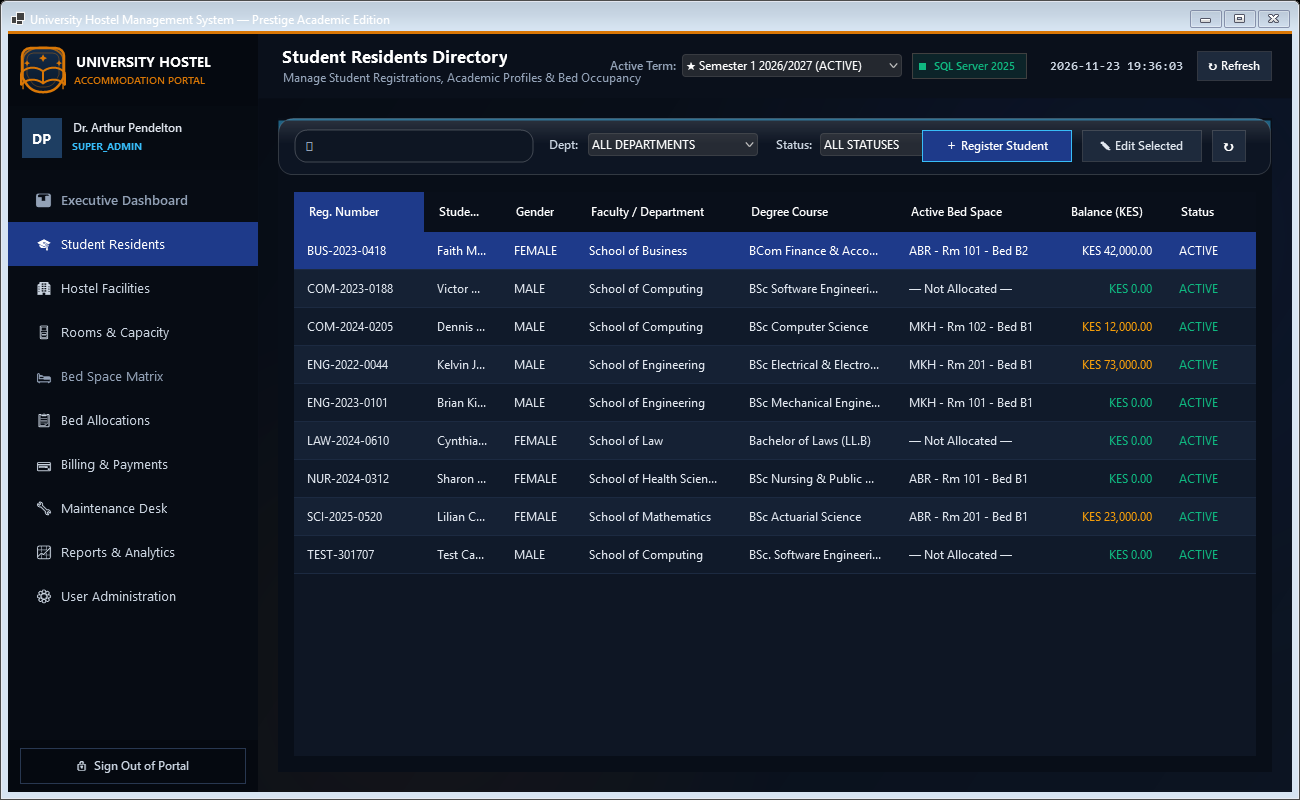 University Hostel Management System — Prestige Academic Edition
UNIVERSITY HOSTEL
ACCOMMODATION PORTAL
DP
Dr. Arthur Pendelton
SUPER_ADMIN
Executive Dashboard
Student Residents
Hostel Facilities
Rooms & Capacity
Bed Space Matrix
Bed Allocations
Billing & Payments
Maintenance Desk
Reports & Analytics
User Administration
Sign Out of Portal
Student Residents Directory
Manage Student Registrations, Academic Profiles & Bed Occupancy
Active Term: ★ Semester 1 2026/2027 (ACTIVE) SQL Server 2025 2026-11-23 19:36:03 ↻ Refresh
Dept: ALL DEPARTMENTS Status: ALL STATUSES + Register Student Edit Selected ↻
Reg. Number Stude... Gender Faculty / Department Degree Course Active Bed Space Balance (KES) Status
BUS-2023-0418 Faith M... FEMALE School of Business BCom Finance & Acco... ABR - Rm 101 - Bed B2 KES 42,000.00 ACTIVE
COM-2023-0188 Victor ... MALE School of Computing BSc Software Engineeri... — Not Allocated — KES 0.00 ACTIVE
COM-2024-0205 Dennis ... MALE School of Computing BSc Computer Science MKH - Rm 102 - Bed B1 KES 12,000.00 ACTIVE
ENG-2022-0044 Kelvin J... MALE School of Engineering BSc Electrical & Electro... MKH - Rm 201 - Bed B1 KES 73,000.00 ACTIVE
ENG-2023-0101 Brian Ki... MALE School of Engineering BSc Mechanical Engine... MKH - Rm 101 - Bed B1 KES 0.00 ACTIVE
LAW-2024-0610 Cynthia... FEMALE School of Law Bachelor of Laws (LL.B) — Not Allocated — KES 0.00 ACTIVE
NUR-2024-0312 Sharon ... FEMALE School of Health Scien... BSc Nursing & Public ... ABR - Rm 101 - Bed B1 KES 0.00 ACTIVE
SCI-2025-0520 Lilian C... FEMALE School of Mathematics BSc Actuarial Science ABR - Rm 201 - Bed B1 KES 23,000.00 ACTIVE
TEST-301707 Test Ca... MALE School of Computing BSc. Software Engineeri... — Not Allocated — KES 0.00 ACTIVE